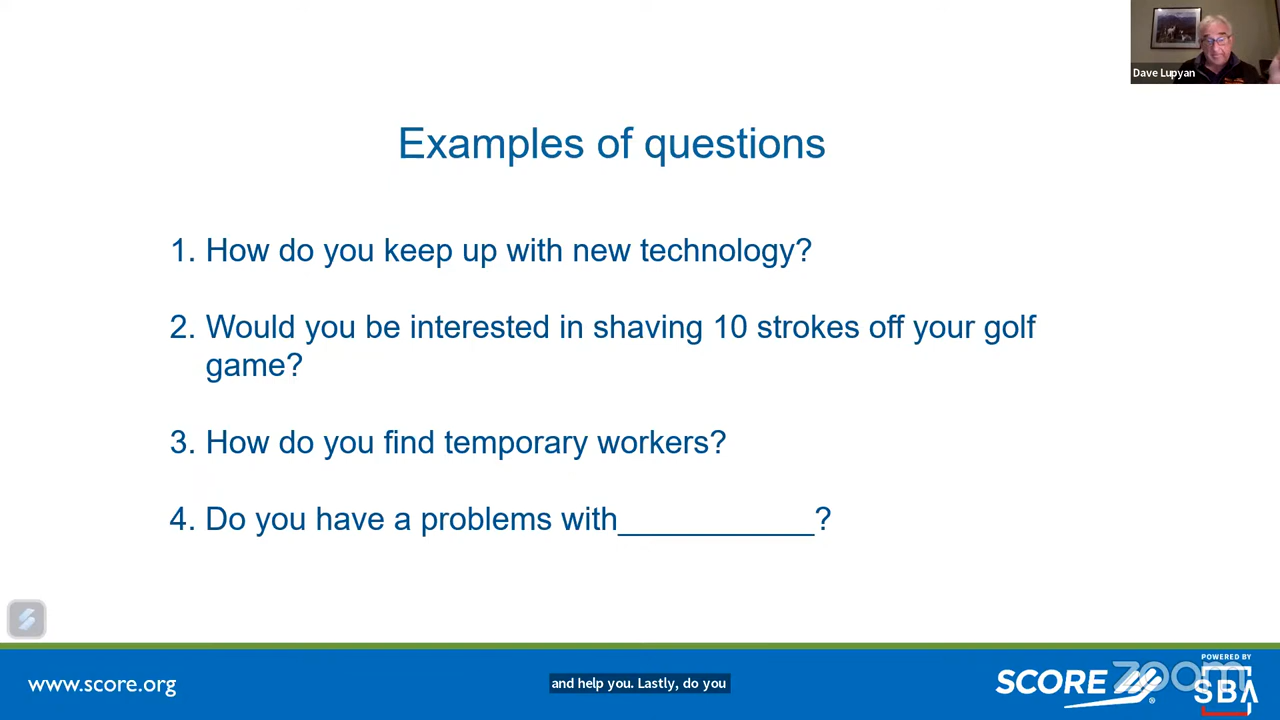 Dave Lupyan
Examples of questions
1. How do you keep up with new technology?
2. Would you be interested in shaving 10 strokes off your golf
game?
3. How do you find temporary workers?
4. Do you have a problems with___________?
www.score.org
and help you. Lastly, do you
SCORE ®
zoom
POWERED BY
SBA